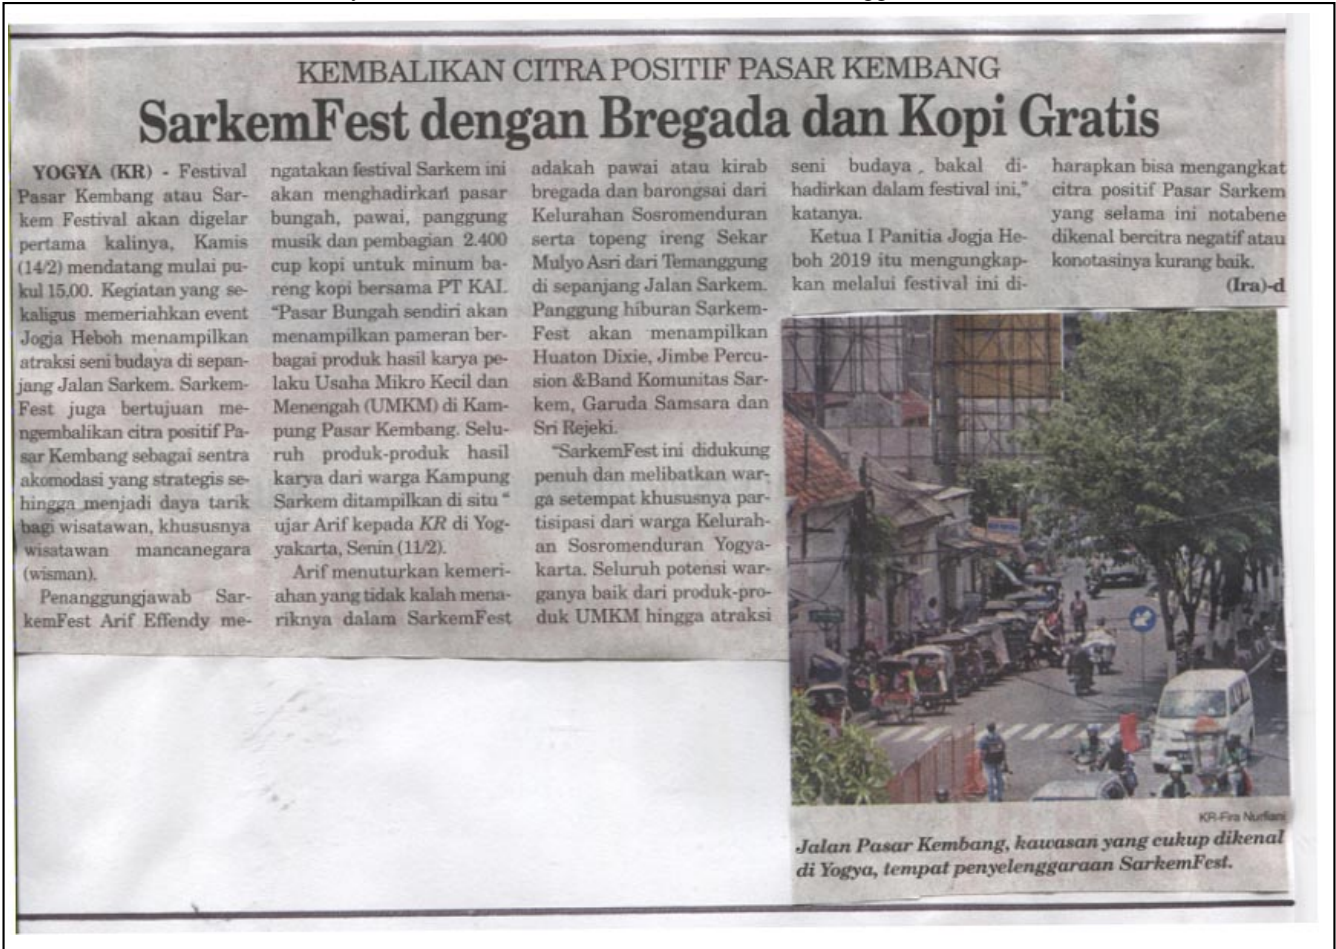 KEMBALIKAN CITRA POSITIF PASAR KEMBANG
SarkemFest dengan Bregada dan Kopi Gratis
YOGYA (KR) - Festival
Pasar Kembang atau Sar-
kem Festival akan digelar
pertama kalinya, Kamis
(14/2) mendatang mulai pu-
kul 15.00. Kegiatan yang se-
kaligus memeriahkan event
Jogja Heboh menampilkan
atraksi seni budaya di sepan-
jang Jalan Sarkem. Sarkem-
Fest juga bertujuan me-
ngembalikan citra positif Pa-
sar Kembang sebagai sentra
akomodasi yang strategis se-
hingga menjadi daya tarik
bagi wisatawan, khususnya
wisatawan mancanegara
(wisman).
Penanggungjawab Sar-
kemFest Arif Effendy me-
ngatakan festival Sarkem ini
akan menghadirkan pasar
bungah, pawai, panggung
musik dan pembagian 2.400
cup kopi untuk minum ba-
reng kopi bersama PT KAI.
"Pasar Bungah sendiri akan
menampilkan pameran ber-
bagai produk hasil karya pe-
laku Usaha Mikro Kecil dan
Menengah (UMKM) di Kam-
pung Pasar Kembang. Selu-
ruh produk-produk hasil
karya dari warga Kampung
Sarkem ditampilkan di situ "
ujar Arif kepada KR di Yog-
yakarta, Senin (11/2).
Arif menuturkan kemeri-
ahan yang tidak kalah mena-
riknya dalam SarkemFest
adakah pawai atau kirab
bregada dan barongsai dari
Kelurahan Sosromenduran
serta topeng ireng Sekar
Mulyo Asri dari Temanggung
di sepanjang Jalan Sarkem.
Panggung hiburan Sarkem-
Fest akan menampilkan
Huaton Dixie, Jimbe Percu-
sion &Band Komunitas Sar-
kem, Garuda Samsara dan
Sri Rejeki.
"SarkemFest ini didukung
penuh dan melibatkan war-
ga setempat khususnya par-
tisipasi dari warga Kelurah-
an Sosromenduran Yogya-
karta. Seluruh potensi war-
ganya baik dari produk-pro-
duk UMKM hingga atraksi
seni budaya bakal di-
hadirkan dalam festival ini,"
katanya.
Ketua I Panitia Jogja He-
boh 2019 itu mengungkap-
kan melalui festival ini di-
harapkan bisa mengangkat
citra positif Pasar Sarkem
yang selama ini notabene
dikenal bercitra negatif atau
konotasinya kurang baik.
(Ira)-d
KR-Fira Nurfiani
Jalan Pasar Kembang, kawasan yang cukup dikenal
di Yogya, tempat penyelenggaraan SarkemFest.